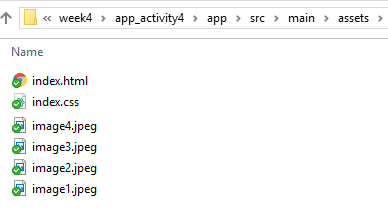 « week4 › app_activity4 › app › src › main › assets ›
Name
index.html
index.css
image4.jpeg
image3.jpeg
image2.jpeg
image1.jpeg